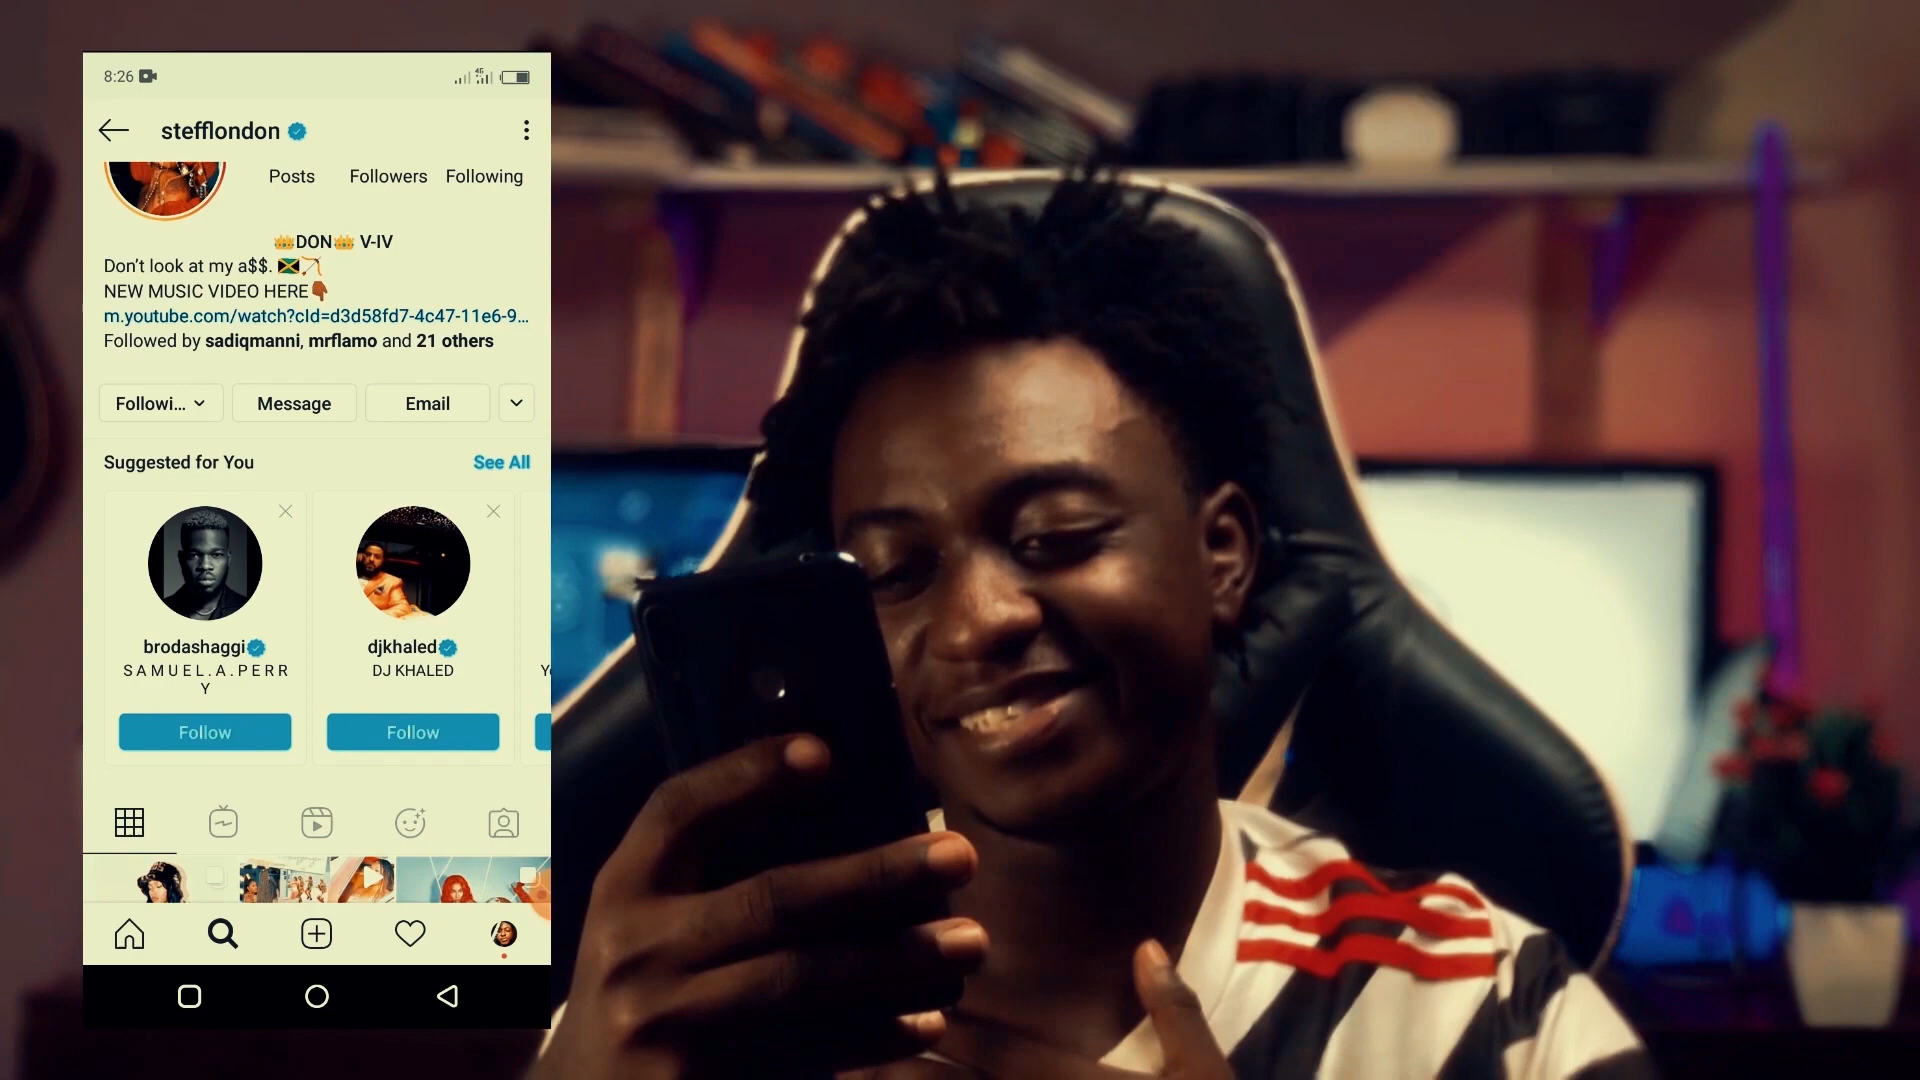 8:26
4G
stefflondon
Posts Followers Following
👑DON👑 V-IV
Don't look at my a$$. 🇯🇲🏹
NEW MUSIC VIDEO HERE👇🏾
m.youtube.com/watch?cId=d3d58fd7-4c47-11e6-9...
Followed by sadiqmanni, mrflamo and 21 others
Followi... Message Email
Suggested for You See All
brodashaggi djkhaled
S A M U E L . A . P E R R DJ KHALED
Y
Follow Follow